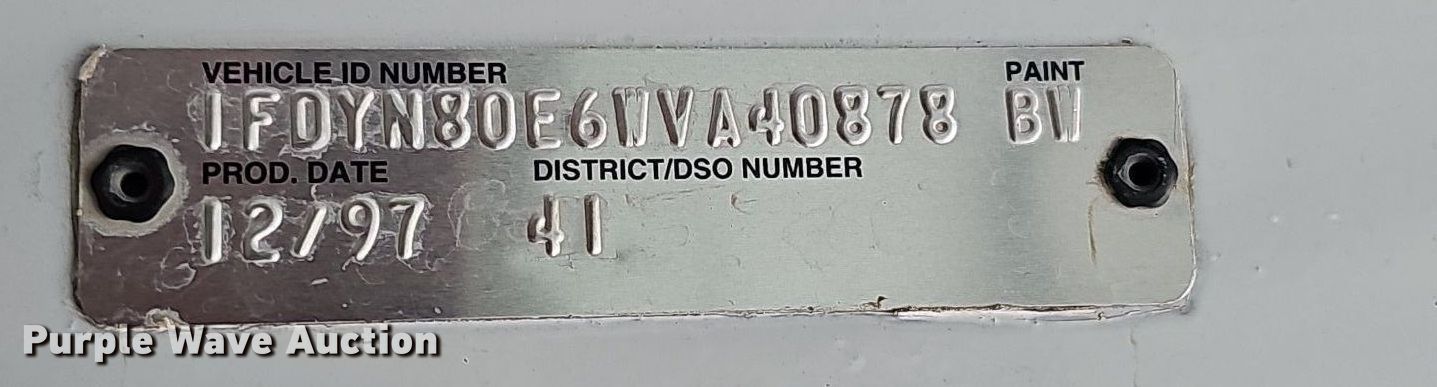 VEHICLE ID NUMBER PAINT
1FDYN80E6WVA40878 BW
PROD. DATE DISTRICT/DSO NUMBER
12/97 41
Purple Wave Auction